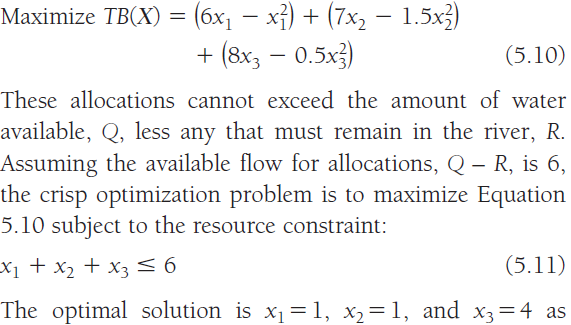 Maximize TB(X) = (6x₁ − x₁²) + (7x₂ − 1.5x₂²)
+ (8x₃ − 0.5x₃²) (5.10)
These allocations cannot exceed the amount of water
available, Q, less any that must remain in the river, R.
Assuming the available flow for allocations, Q – R, is 6,
the crisp optimization problem is to maximize Equation
5.10 subject to the resource constraint:
x₁ + x₂ + x₃ ≤ 6 (5.11)
The optimal solution is x₁ = 1, x₂ = 1, and x₃ = 4 as